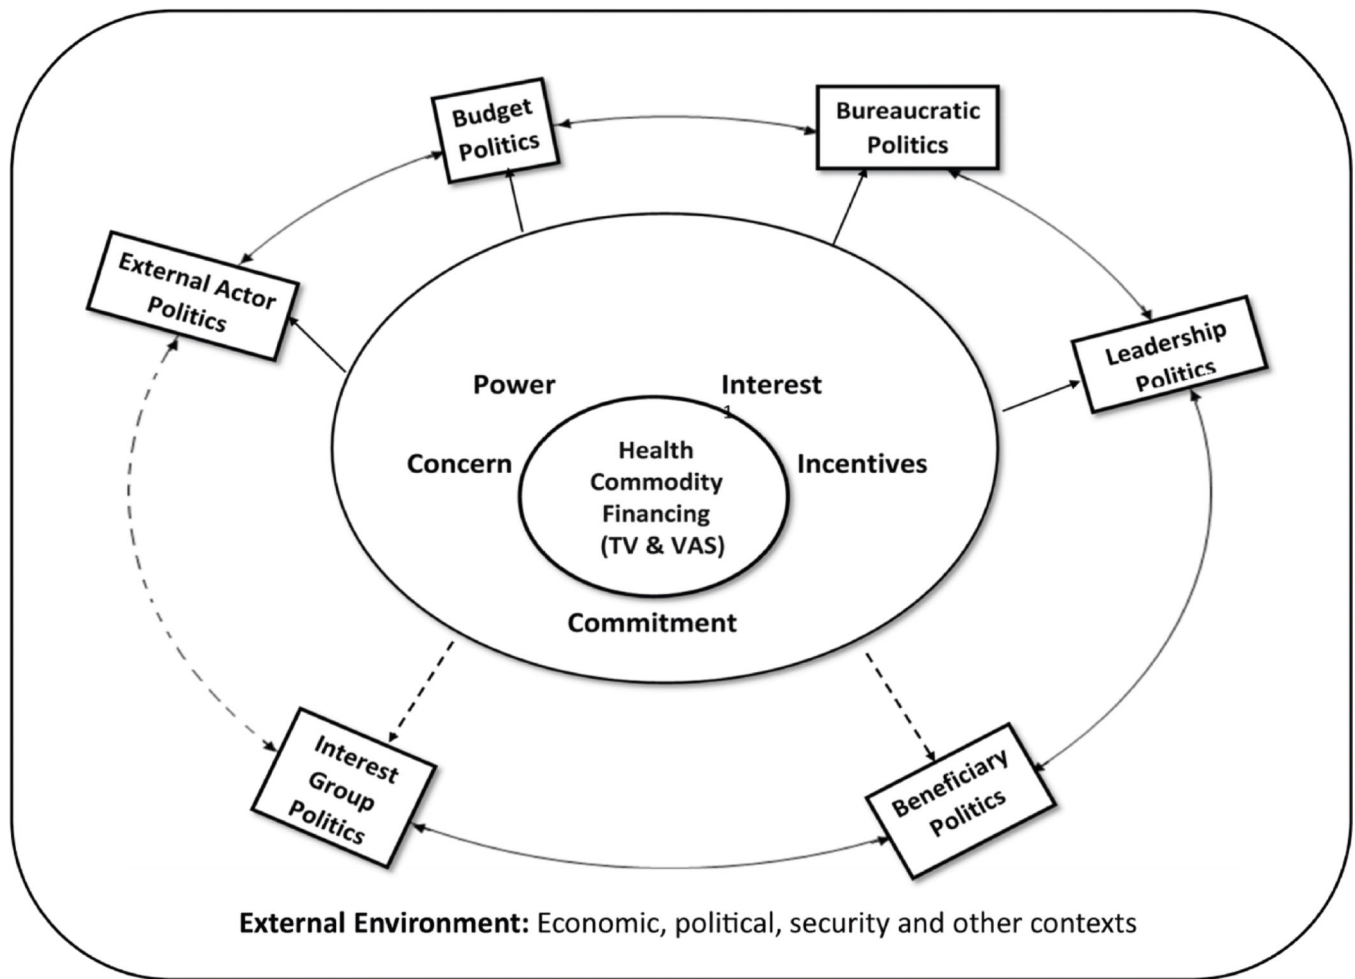 Budget
Politics
Bureaucratic
Politics
External Actor
Politics
Leadership
Politics
Power
Interest
1
Concern
Incentives
Health
Commodity
Financing
(TV & VAS)
Commitment
Interest
Group
Politics
Beneficiary
Politics
External Environment: Economic, political, security and other contexts